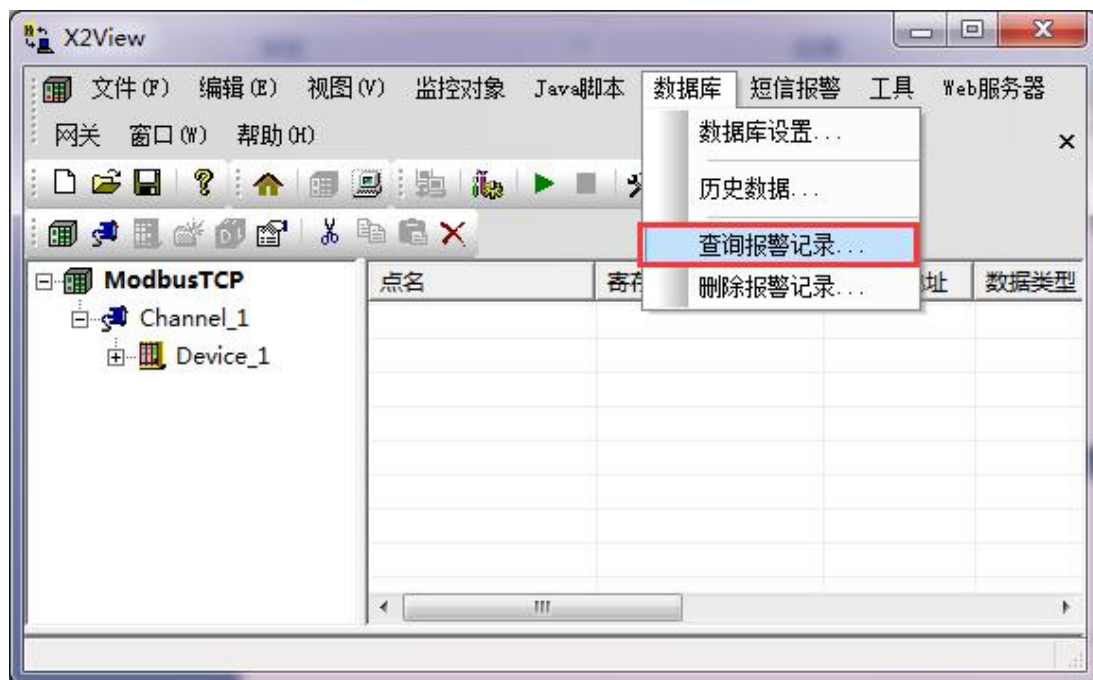 X2View
文件(F) 编辑(E) 视图(V) 监控对象 Java脚本 数据库 短信报警 工具 Web服务器
网关 窗口(W) 帮助(H)
数据库设置...
历史数据...
查询报警记录...
删除报警记录...
ModbusTCP
Channel_1
Device_1
点名 寄存 址 数据类型